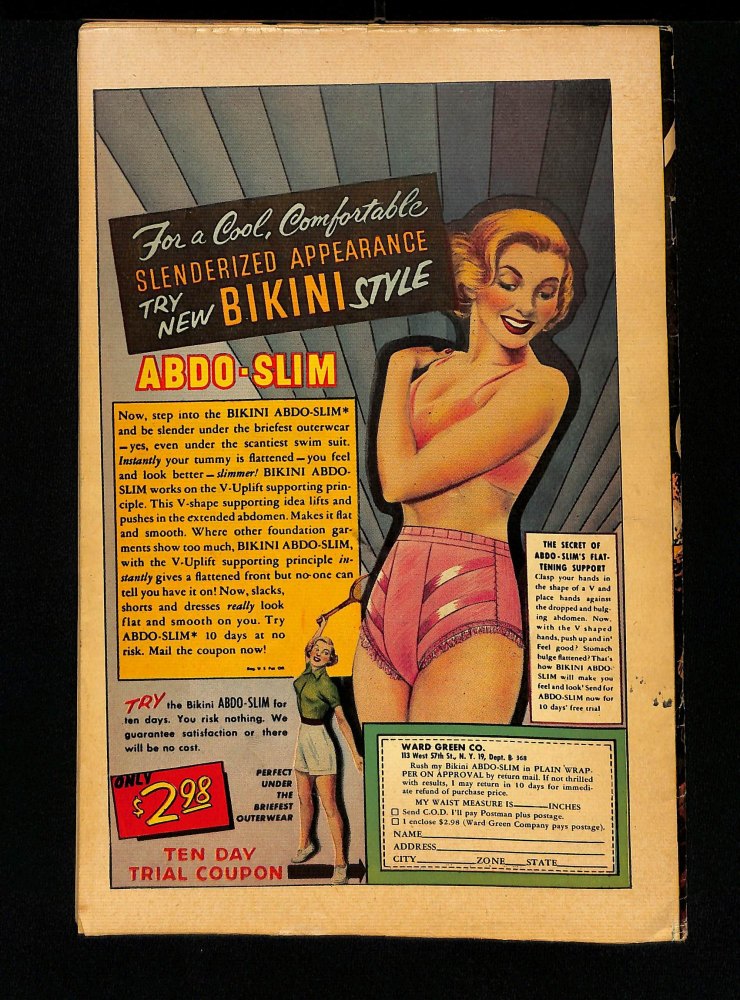 For a Cool, Comfortable
SLENDERIZED APPEARANCE
TRY NEW BIKINI STYLE
ABDO-SLIM
Now, step into the BIKINI ABDO-SLIM*
and be slender under the briefest outerwear
—yes, even under the scantiest swim suit.
Instantly your tummy is flattened—you feel
and look better—slimmer! BIKINI ABDO-
SLIM works on the V-Uplift supporting prin-
ciple. This V-shape supporting idea lifts and
pushes in the extended abdomen. Makes it flat
and smooth. Where other foundation gar-
ments show too much, BIKINI ABDO-SLIM,
with the V-Uplift supporting principle in-
stantly gives a flattened front but no one can
tell you have it on! Now, slacks,
shorts and dresses really look
flat and smooth on you. Try
ABDO-SLIM* 10 days at no
risk. Mail the coupon now!
THE SECRET OF
ABDO-SLIM'S FLAT-
TENING SUPPORT
Clasp your hands in
the shape of a V and
place hands against
the dropped and bulg-
ing abdomen. Now,
with the V shaped
hands, push up and in!
Feel good? Stomach
bulge flattened? That's
how BIKINI ABDO-
SLIM will make you
feel and look! Send for
ABDO-SLIM now for
10 days' free trial
TRY the Bikini ABDO-SLIM for
ten days. You risk nothing. We
guarantee satisfaction or there
will be no cost.
ONLY
$2.98
PERFECT
UNDER
THE
BRIEFEST
OUTERWEAR
TEN DAY
TRIAL COUPON
WARD GREEN CO.
113 West 57th St., N. Y. 19, Dept. B 368
Rush my Bikini ABDO-SLIM in PLAIN WRAP-
PER ON APPROVAL by return mail. If not thrilled
with results, I may return in 10 days for immedi-
ate refund of purchase price.
MY WAIST MEASURE IS______INCHES
□ Send C.O.D. I'll pay Postman plus postage.
□ I enclose $2.98 (Ward Green Company pays postage).
NAME______
ADDRESS______
CITY______ZONE____STATE______